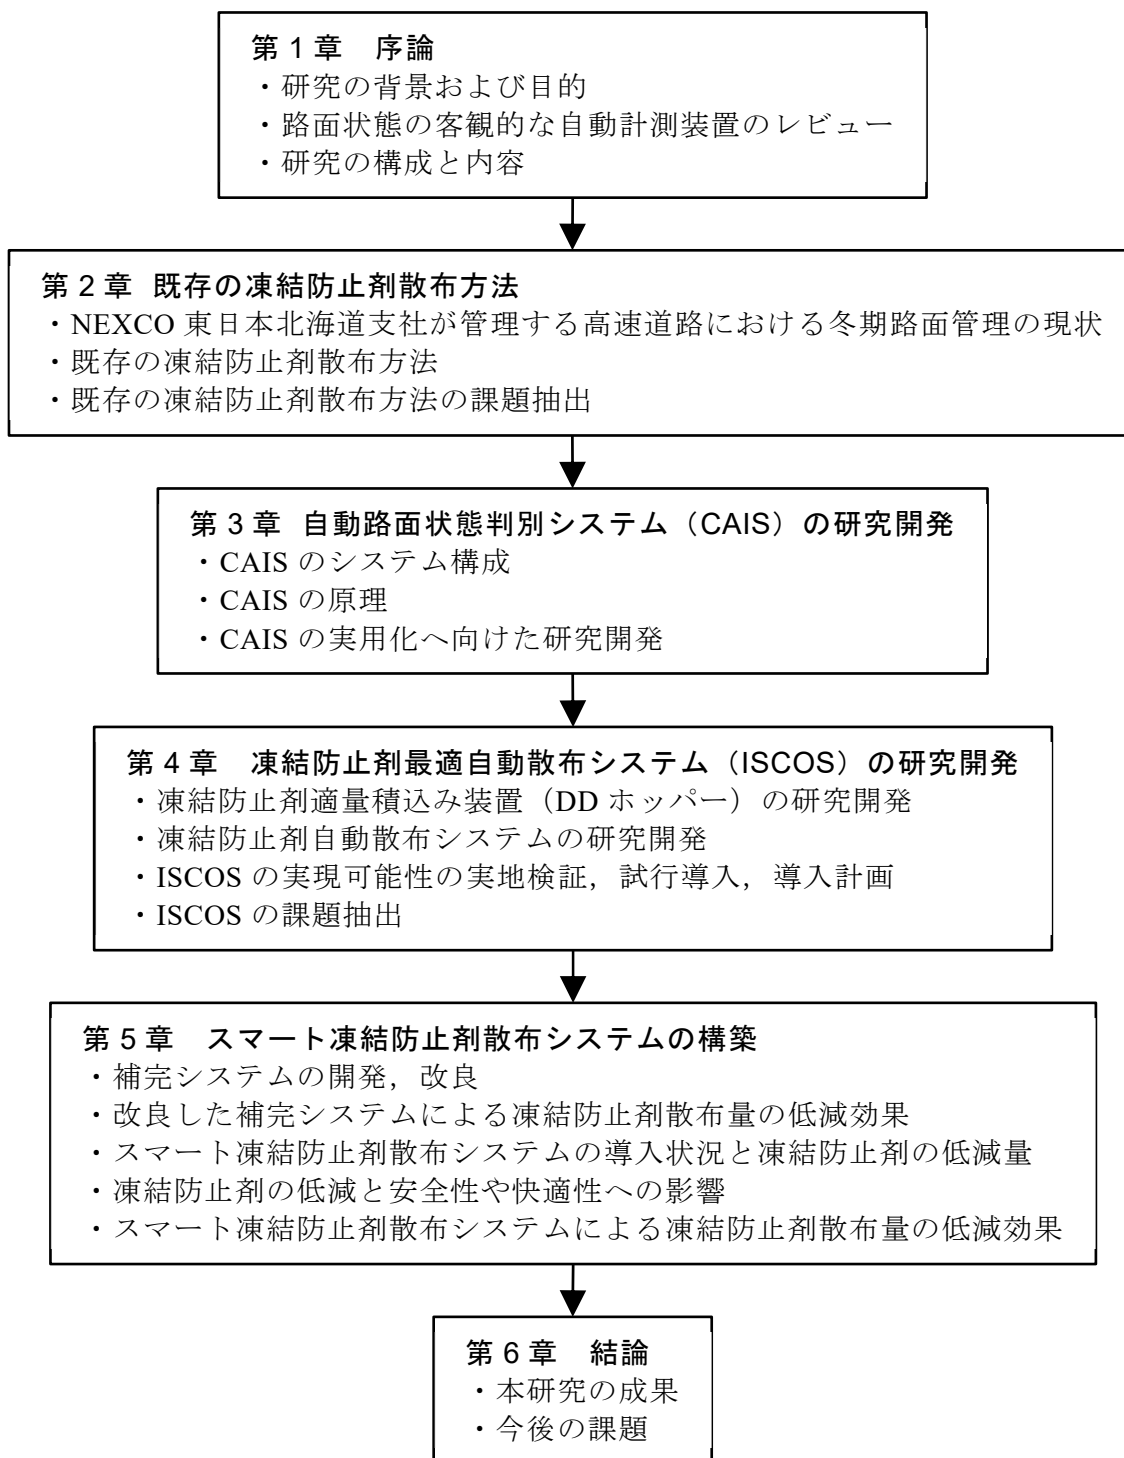 第 1 章　序論
・研究の背景および目的
・路面状態の客観的な自動計測装置のレビュー
・研究の構成と内容
第 2 章 既存の凍結防止剤散布方法
・NEXCO 東日本北海道支社が管理する高速道路における冬期路面管理の現状
・既存の凍結防止剤散布方法
・既存の凍結防止剤散布方法の課題抽出
第 3 章 自動路面状態判別システム（CAIS）の研究開発
・CAIS のシステム構成
・CAIS の原理
・CAIS の実用化へ向けた研究開発
第 4 章　凍結防止剤最適自動散布システム（ISCOS）の研究開発
・凍結防止剤適量積込み装置（DD ホッパー）の研究開発
・凍結防止剤自動散布システムの研究開発
・ISCOS の実現可能性の実地検証，試行導入，導入計画
・ISCOS の課題抽出
第 5 章　スマート凍結防止剤散布システムの構築
・補完システムの開発，改良
・改良した補完システムによる凍結防止剤散布量の低減効果
・スマート凍結防止剤散布システムの導入状況と凍結防止剤の低減量
・凍結防止剤の低減と安全性や快適性への影響
・スマート凍結防止剤散布システムによる凍結防止剤散布量の低減効果
第 6 章　結論
・本研究の成果
・今後の課題